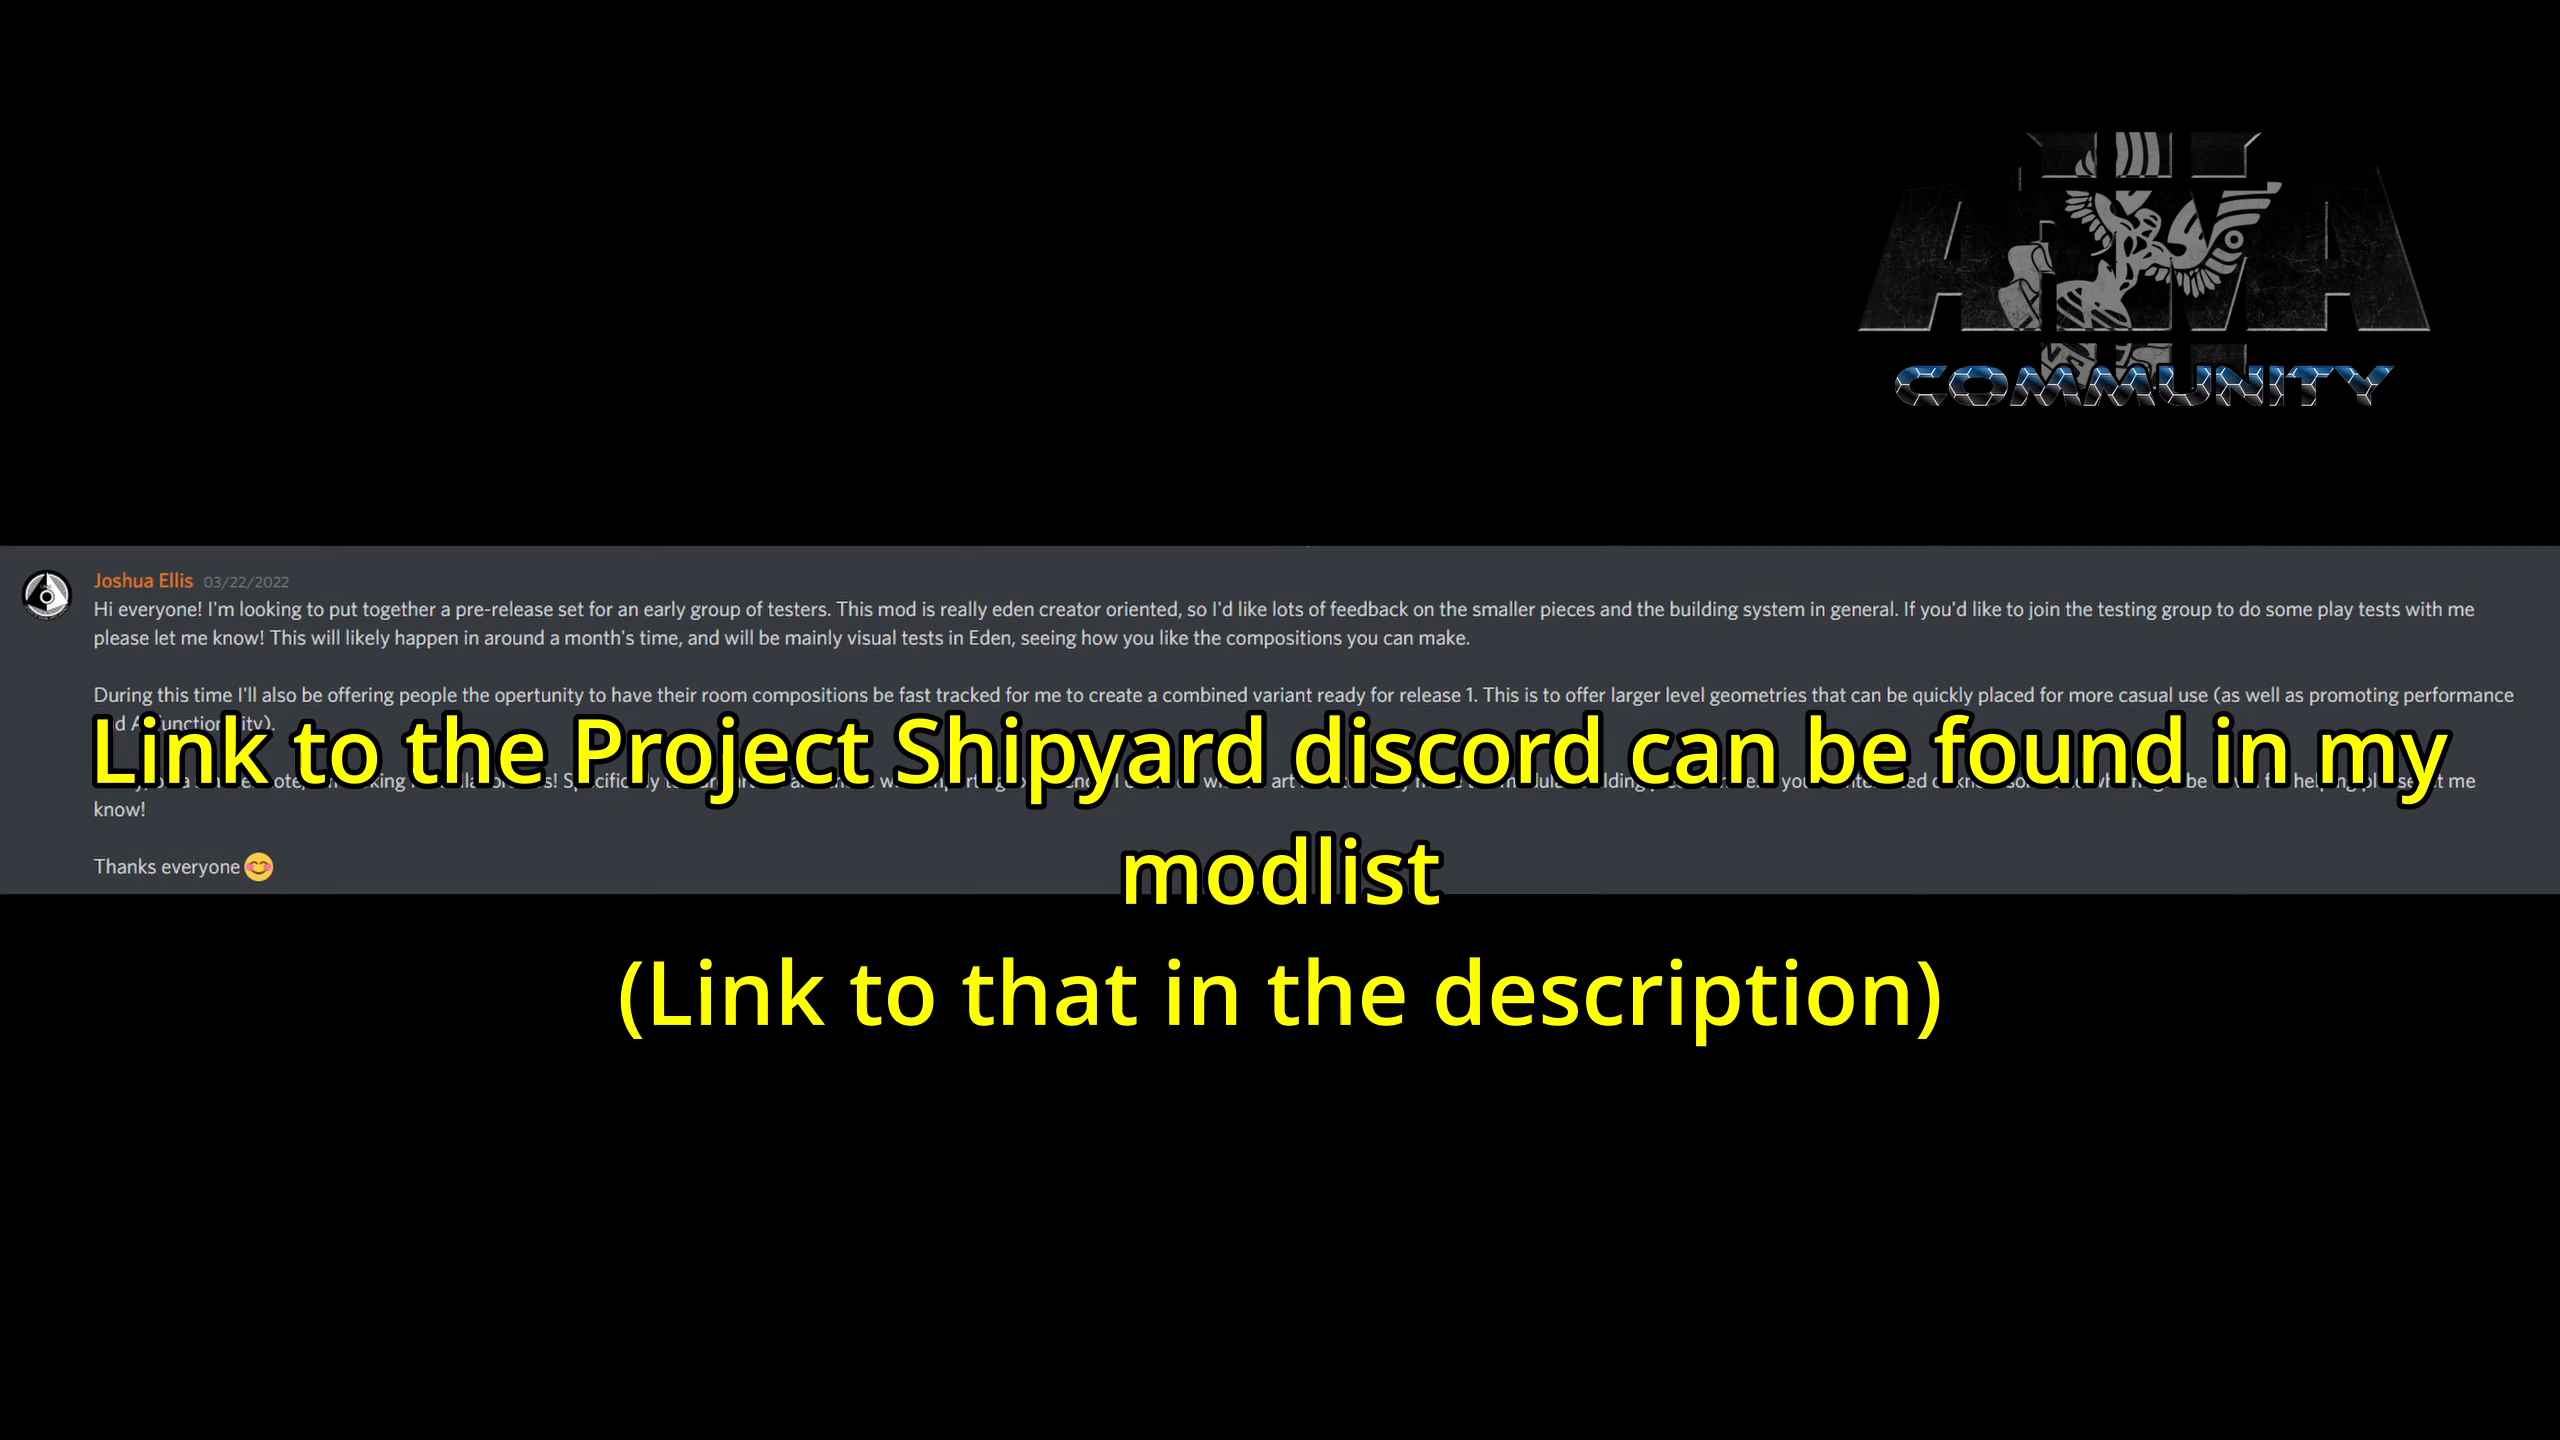 ARMA
COMMUNITY
Joshua Ellis 03/22/2022
Hi everyone! I'm looking to put together a pre-release set for an early group of testers. This mod is really eden creator oriented, so I'd like lots of feedback on the smaller pieces and the building system in general. If you'd like to join the testing group to do some play tests with me
please let me know! This will likely happen in around a month's time, and will be mainly visual tests in Eden, seeing how you like the compositions you can make.
During this time I'll also be offering people the opertunity to have their room compositions be fast tracked for me to create a combined variant ready for release 1. This is to offer larger level geometries that can be quickly placed for more casual use (as well as promoting performance
Link to the Project Shipyard discord can be found in my
me
know!
modlist
Thanks everyone 😊
(Link to that in the description)